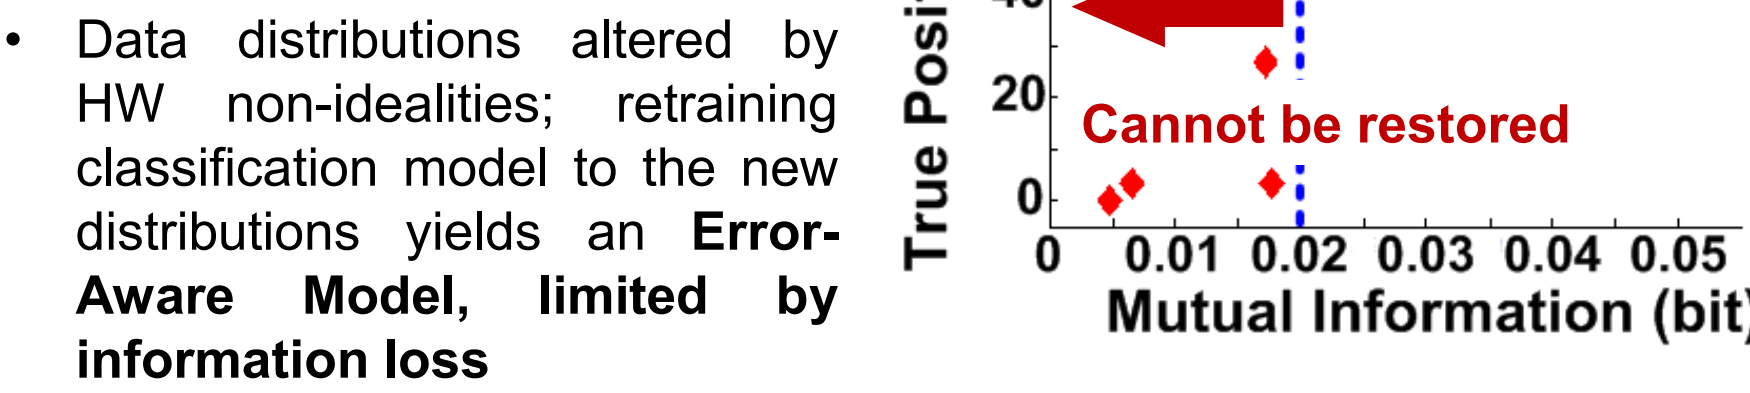 • Data distributions altered by
HW non-idealities; retraining
classification model to the new
distributions yields an Error-
Aware Model, limited by
information loss
True Posi
20
Cannot be restored
0
0 0.01 0.02 0.03 0.04 0.05
Mutual Information (bit)